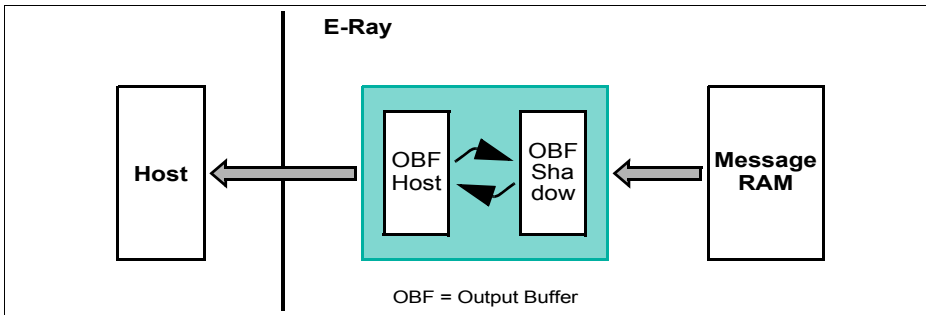 E-Ray
Host
OBF
Host
OBF
Sha
dow
Message
RAM
OBF = Output Buffer